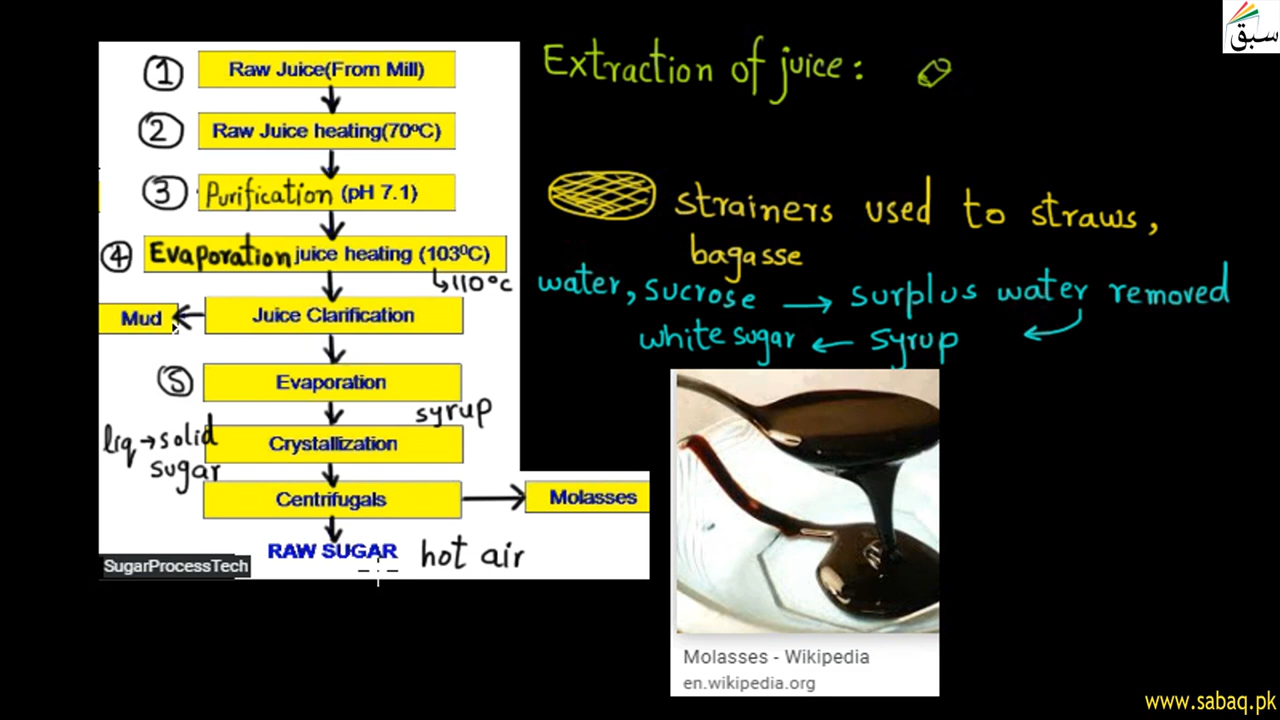 سبق
Extraction of juice:
1 Raw Juice(From Mill)
2 Raw Juice heating(70⁰C)
3 Purification (pH 7.1)
4 Evaporation juice heating (103⁰C)
↳110°C
Mud
Juice Clarification
5 Evaporation
syrup
liq → solid
sugar
Crystallization
Centrifugals
Molasses
RAW SUGAR
hot air
SugarProcessTech
strainers used to straws,
bagasse
water, sucrose → surplus water removed
white sugar ← syrup
Molasses - Wikipedia
en.wikipedia.org
www.sabaq.pk